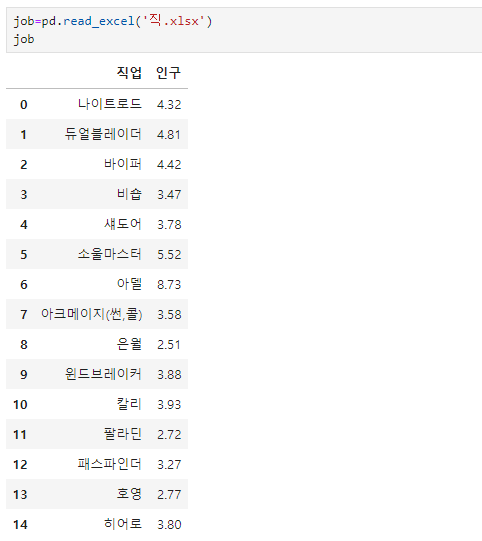 job=pd.read_excel('직.xlsx')
job
직업 인구
0 나이트로드 4.32
1 듀얼블레이더 4.81
2 바이퍼 4.42
3 비숍 3.47
4 섀도어 3.78
5 소울마스터 5.52
6 아델 8.73
7 아크메이지(썬,콜) 3.58
8 은월 2.51
9 윈드브레이커 3.88
10 칼리 3.93
11 팔라딘 2.72
12 패스파인더 3.27
13 호영 2.77
14 히어로 3.80